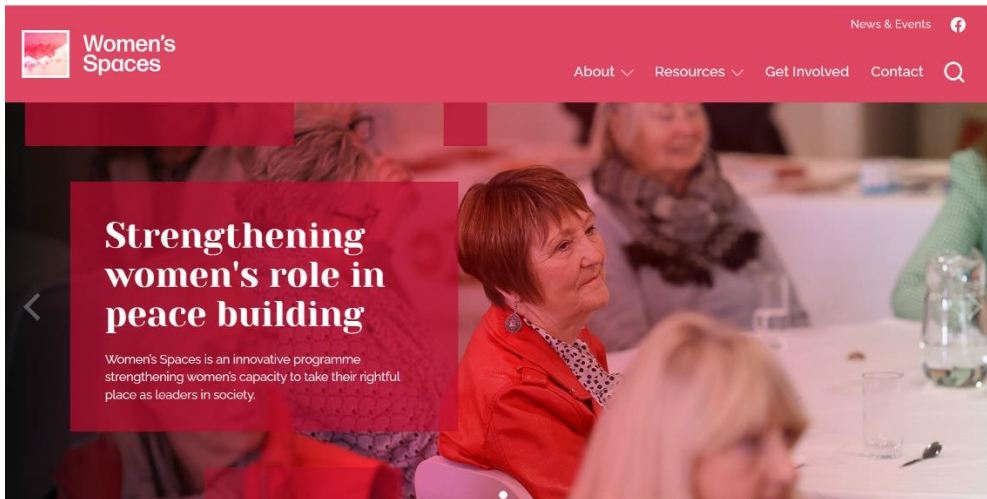 News & Events
Women's
Spaces
About
Resources
Get Involved
Contact
Strengthening
women's role in
peace building
Women's Spaces is an innovative programme
strengthening women's capacity to take their rightful
place as leaders in society.